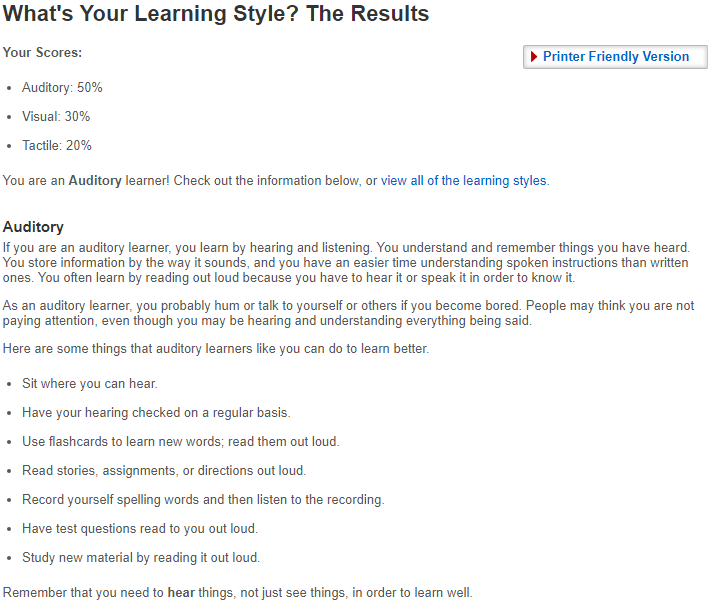 What's Your Learning Style? The Results
Your Scores:
Printer Friendly Version
Auditory: 50%
Visual: 30%
Tactile: 20%
You are an Auditory learner! Check out the information below, or view all of the learning styles.
Auditory
If you are an auditory learner, you learn by hearing and listening. You understand and remember things you have heard.
You store information by the way it sounds, and you have an easier time understanding spoken instructions than written
ones. You often learn by reading out loud because you have to hear it or speak it in order to know it.
As an auditory learner, you probably hum or talk to yourself or others if you become bored. People may think you are not
paying attention, even though you may be hearing and understanding everything being said.
Here are some things that auditory learners like you can do to learn better.
Sit where you can hear.
Have your hearing checked on a regular basis.
Use flashcards to learn new words; read them out loud.
Read stories, assignments, or directions out loud.
Record yourself spelling words and then listen to the recording.
Have test questions read to you out loud.
Study new material by reading it out loud.
Remember that you need to hear things, not just see things, in order to learn well.